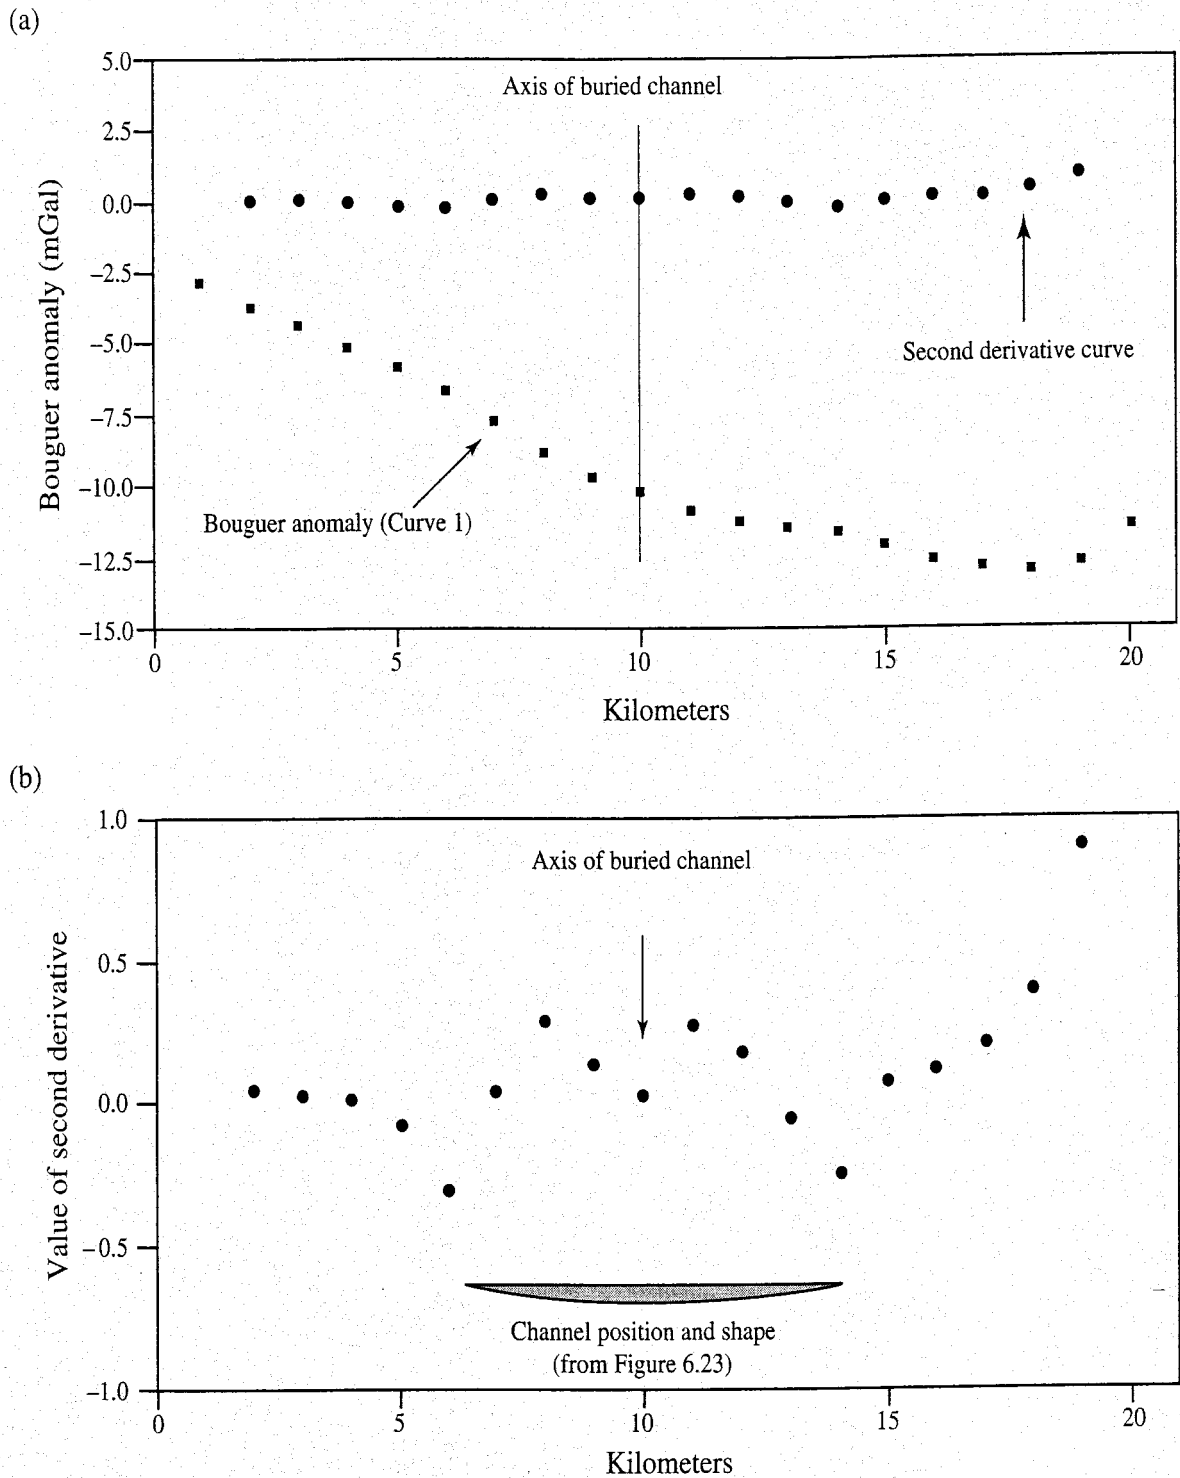 (a)
5.0
2.5
0.0
−2.5
−5.0
−7.5
−10.0
−12.5
−15.0
Bouguer anomaly (mGal)
Axis of buried channel
Second derivative curve
Bouguer anomaly (Curve 1)
0
5
10
15
20
Kilometers
(b)
1.0
0.5
0.0
−0.5
−1.0
Value of second derivative
Axis of buried channel
Channel position and shape
(from Figure 6.23)
0
5
10
15
20
Kilometers